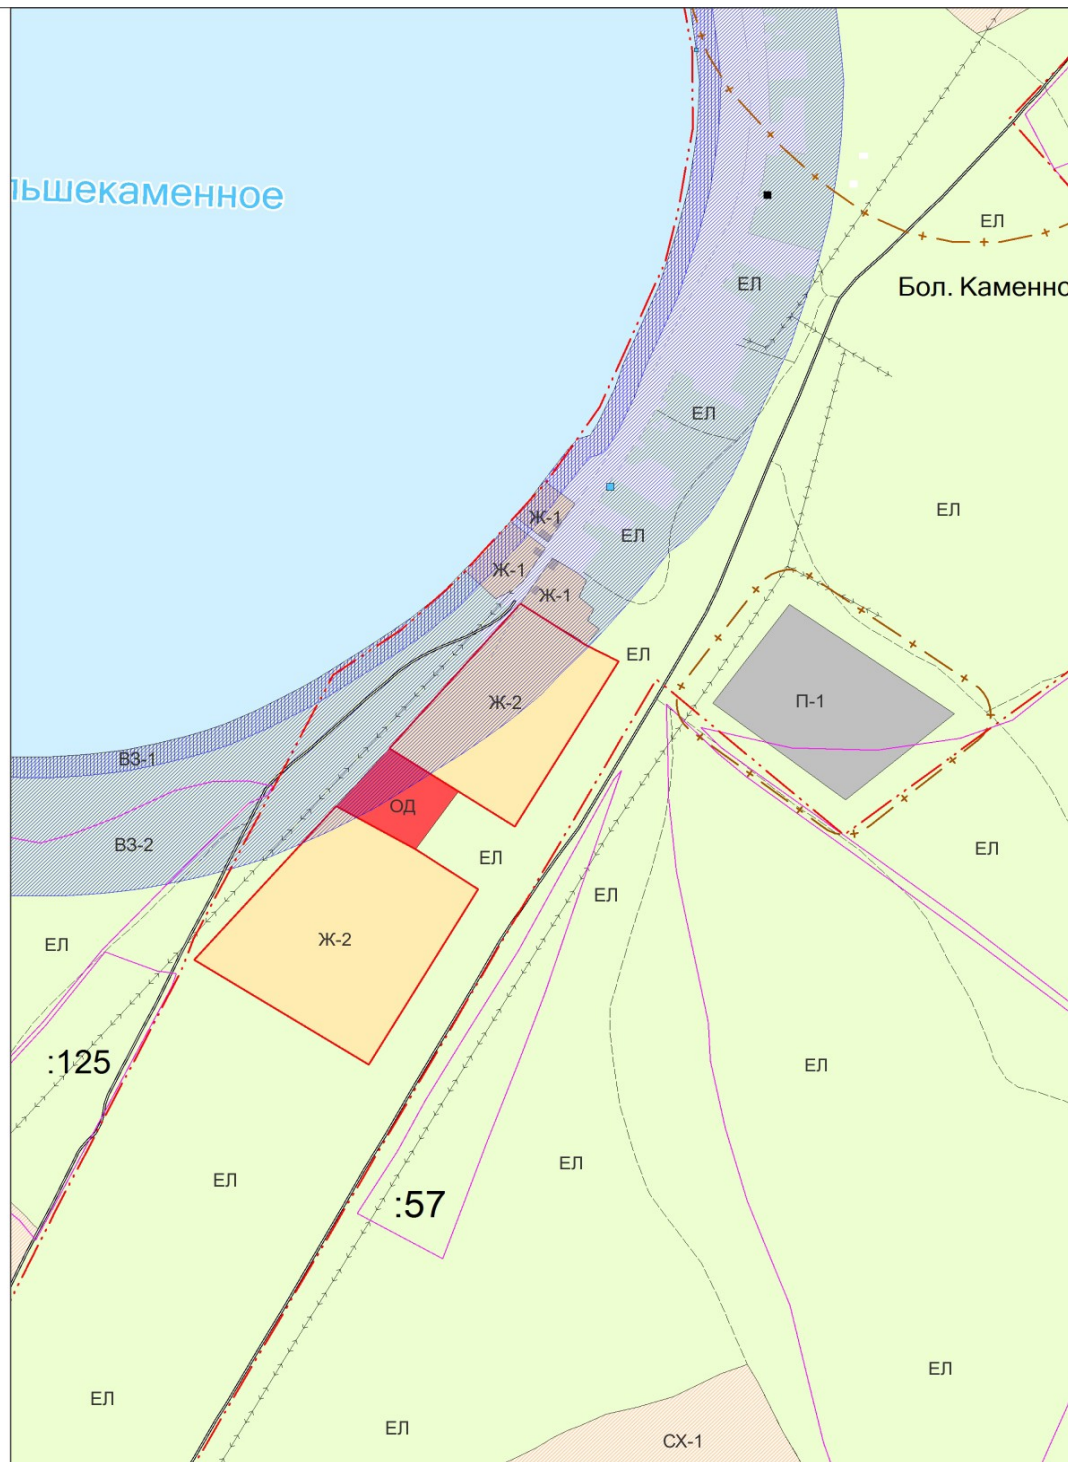 льшекаменное
ЕЛ
ЕЛ
Бол. Каменно
ЕЛ
ЕЛ
Ж-1
ЕЛ
Ж-1
Ж-1
ЕЛ
Ж-2
П-1
ВЗ-1
ОД
ВЗ-2
ЕЛ
ЕЛ
ЕЛ
Ж-2
ЕЛ
:125
ЕЛ
ЕЛ
ЕЛ
:57
ЕЛ
ЕЛ
ЕЛ
СХ-1